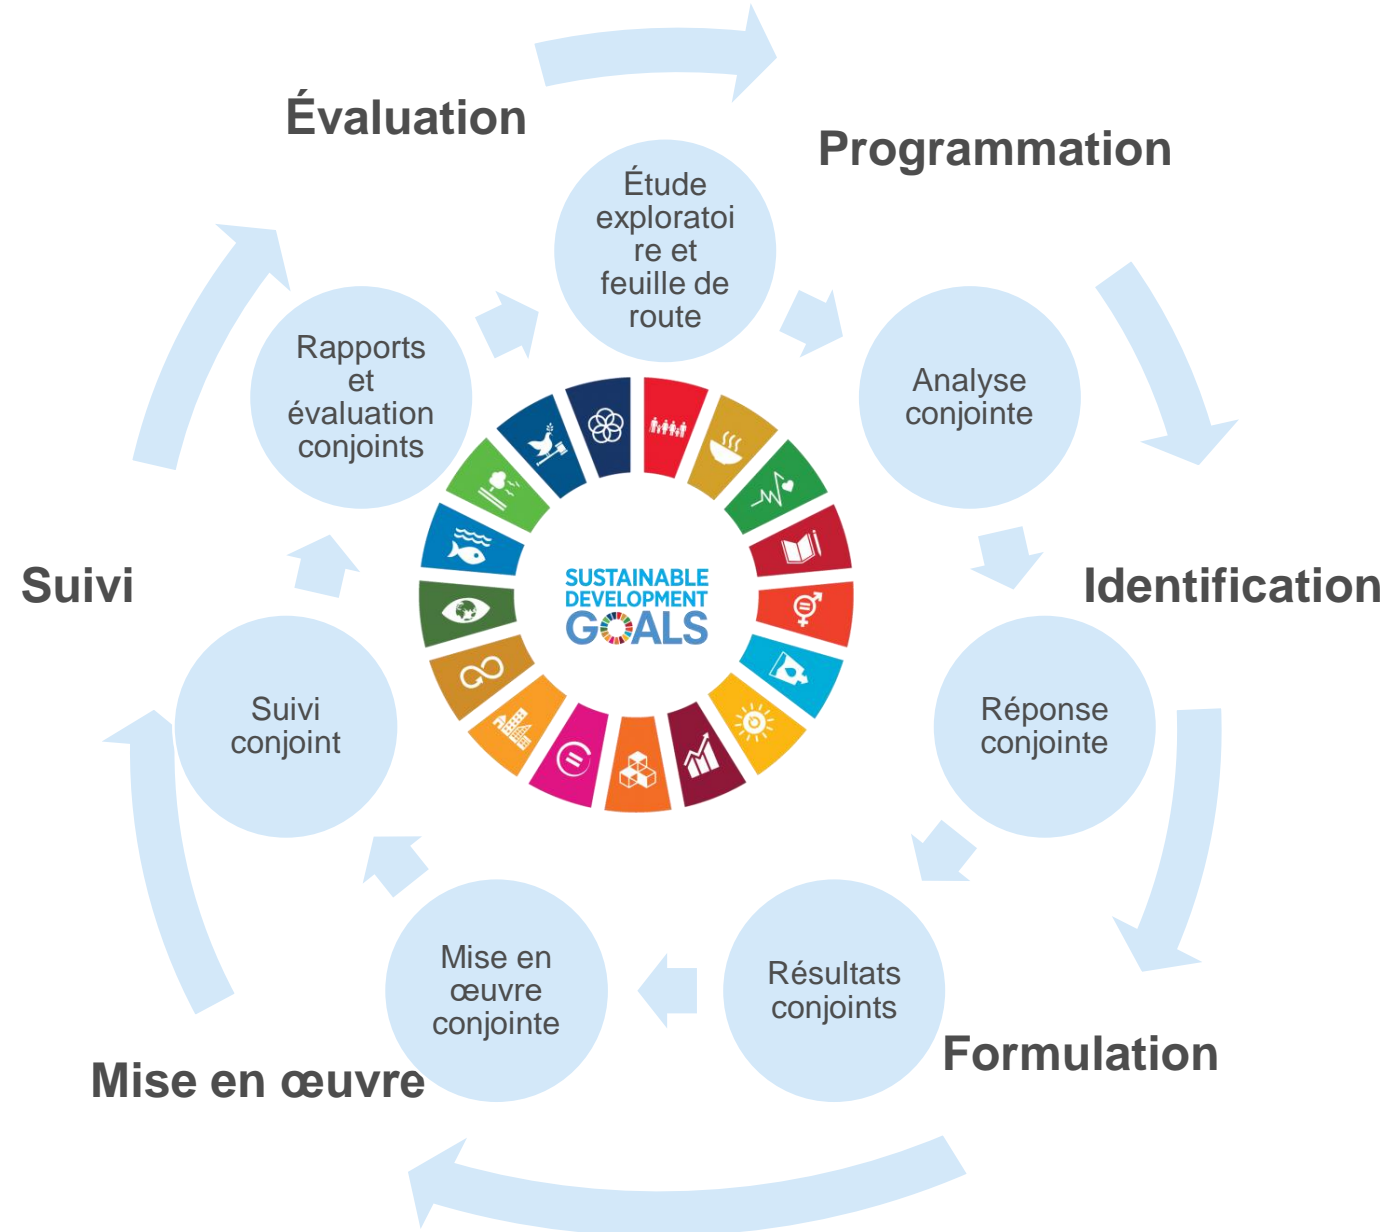 Évaluation
Programmation
Étude
exploratoi
re et
feuille de
route
Rapports
et
évaluation
conjoints
Analyse
conjointe
SUSTAINABLE
DEVELOPMENT
GOALS
Suivi
Identification
Suivi
conjoint
Réponse
conjointe
Mise en
œuvre
conjointe
Résultats
conjoints
Formulation
Mise en œuvre